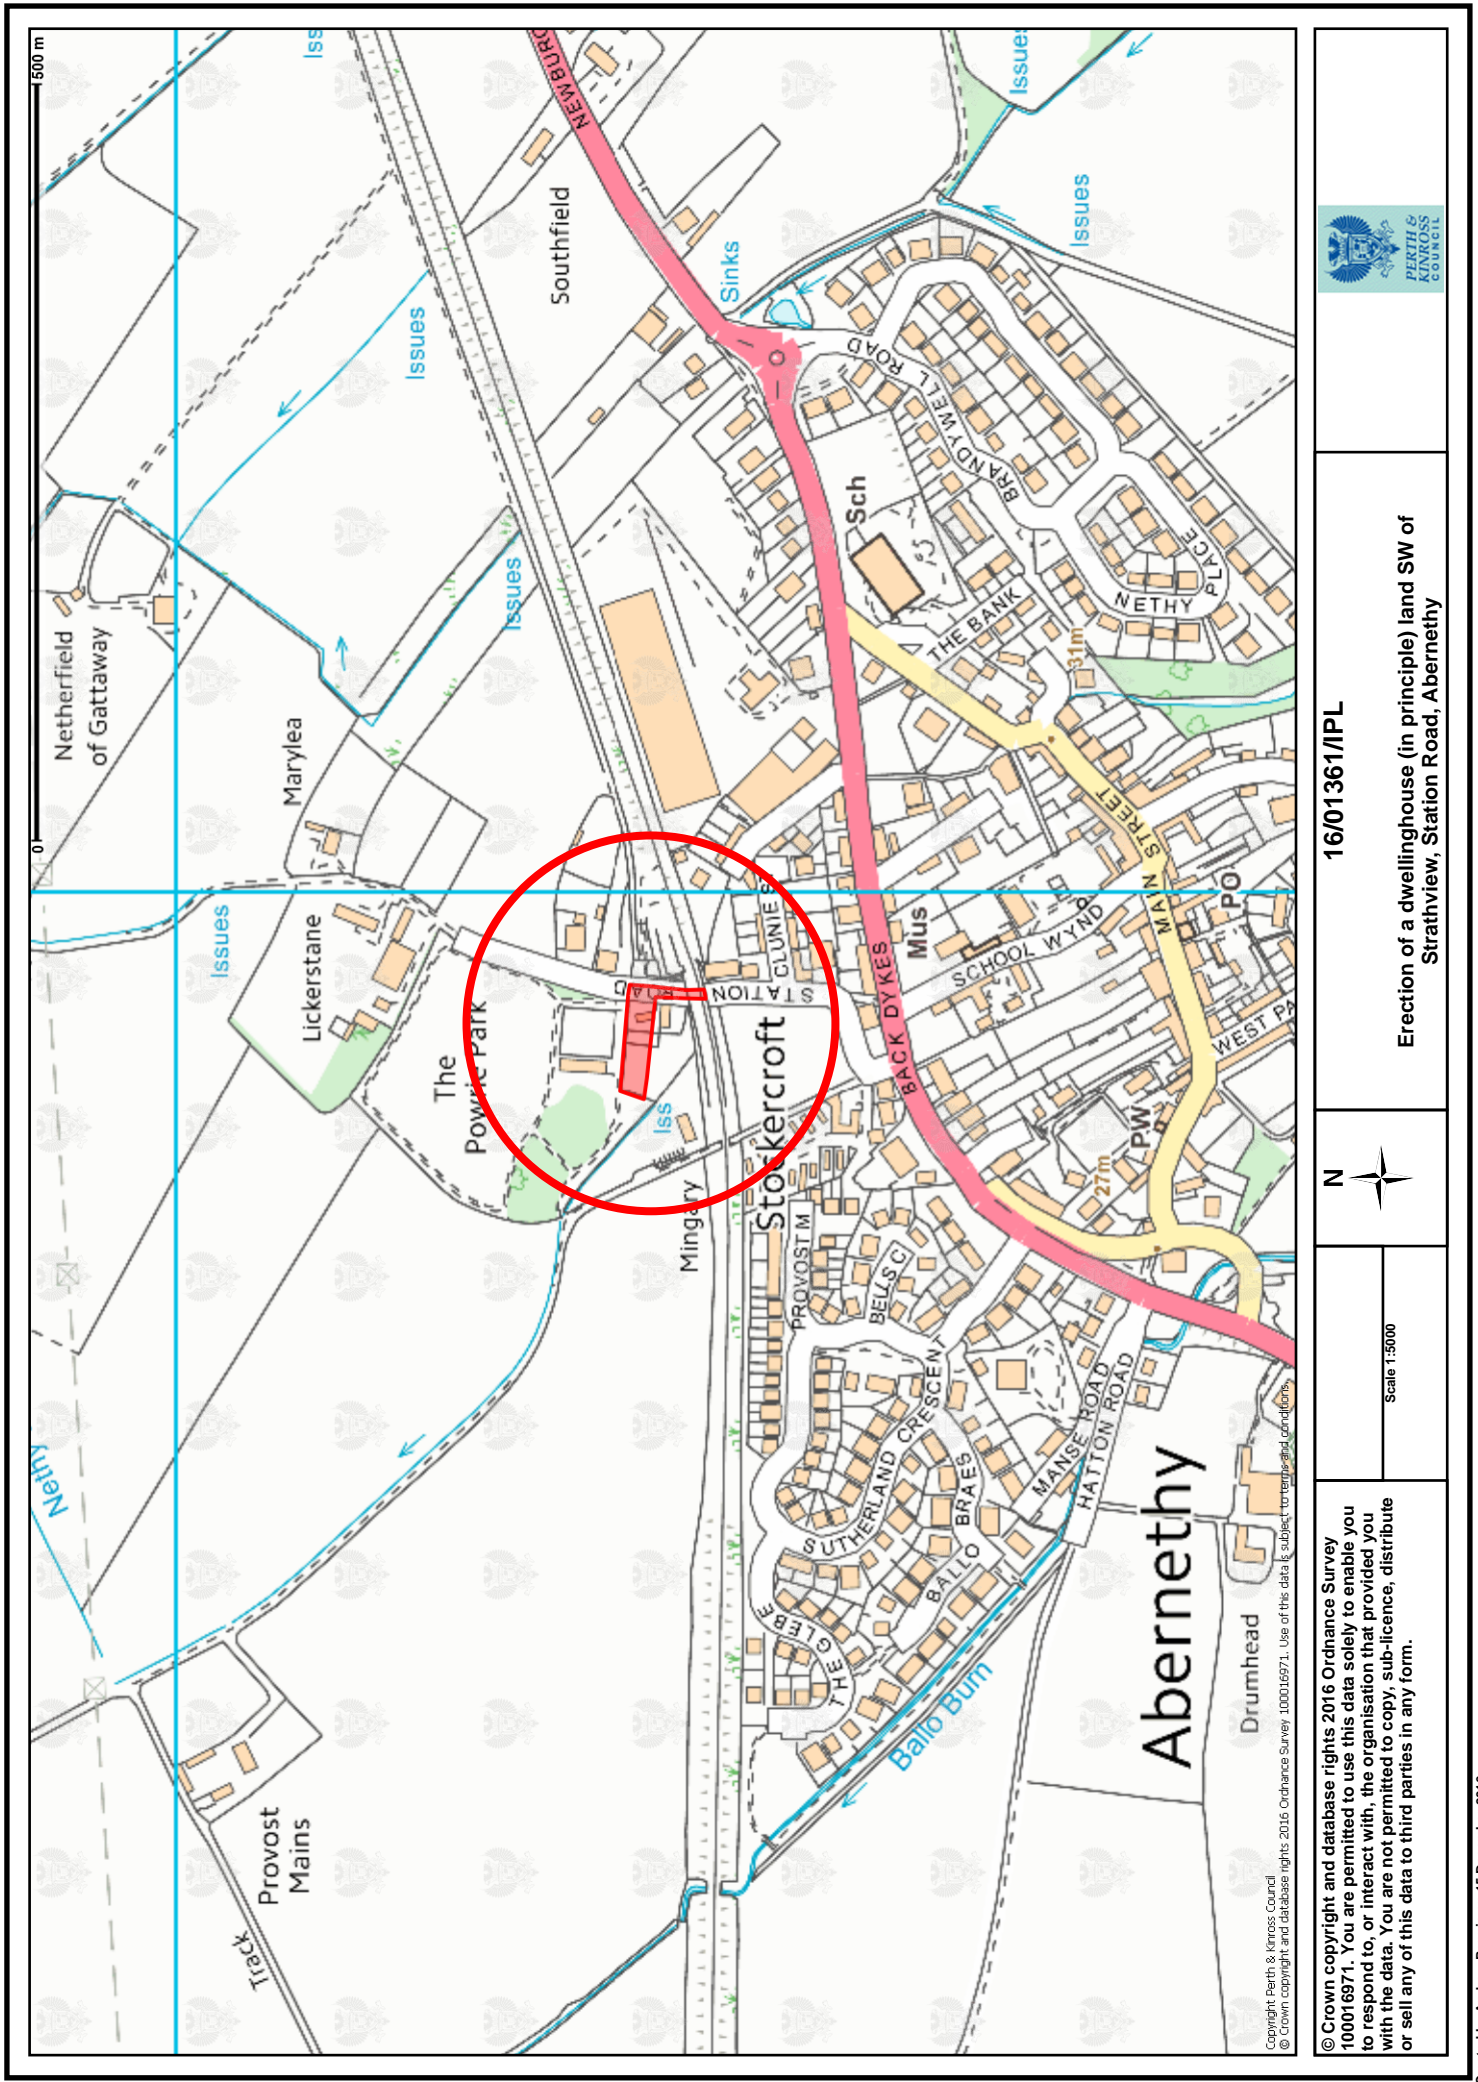 500 m
0
Iss
NEWBURG
Issues
Issues
Issues
Sinks
Southfield
Issues
Issues
Netherfield
of Gattaway
Marylea
Issues
Lickerstane
The
Powrie Park
ROAD
STATION
CLUNIE S
Stockercroft
Iss
Mingary
Sch
BRANDYWELL ROAD
NETHY
PLACE
THE BANK
31m
MAIN STREET
BACK DYKES
Mus
SCHOOL WYND
PO
WEST PA
PW
27m
PROVOST M
BELLS C
SUTHERLAND CRESCENT
BALLO BRAES
MANSE ROAD
HATTON ROAD
THE GLEBE
Ballo Burn
Abernethy
Drumhead
Nethy
Provost
Mains
Track
Copyright Perth & Kinross Council
© Crown copyright and database rights 2016 Ordnance Survey 100016971. Use of this data is subject to terms and conditions.
© Crown copyright and database rights 2016 Ordnance Survey
100016971. You are permitted to use this data solely to enable you
to respond to, or interact with, the organisation that provided you
with the data. You are not permitted to copy, sub-licence, distribute
or sell any of this data to third parties in any form.
Scale 1:5000
N
16/01361/IPL
Erection of a dwellinghouse (in principle) land SW of
Strathview, Station Road, Abernethy
PERTH &
KINROSS
COUNCIL